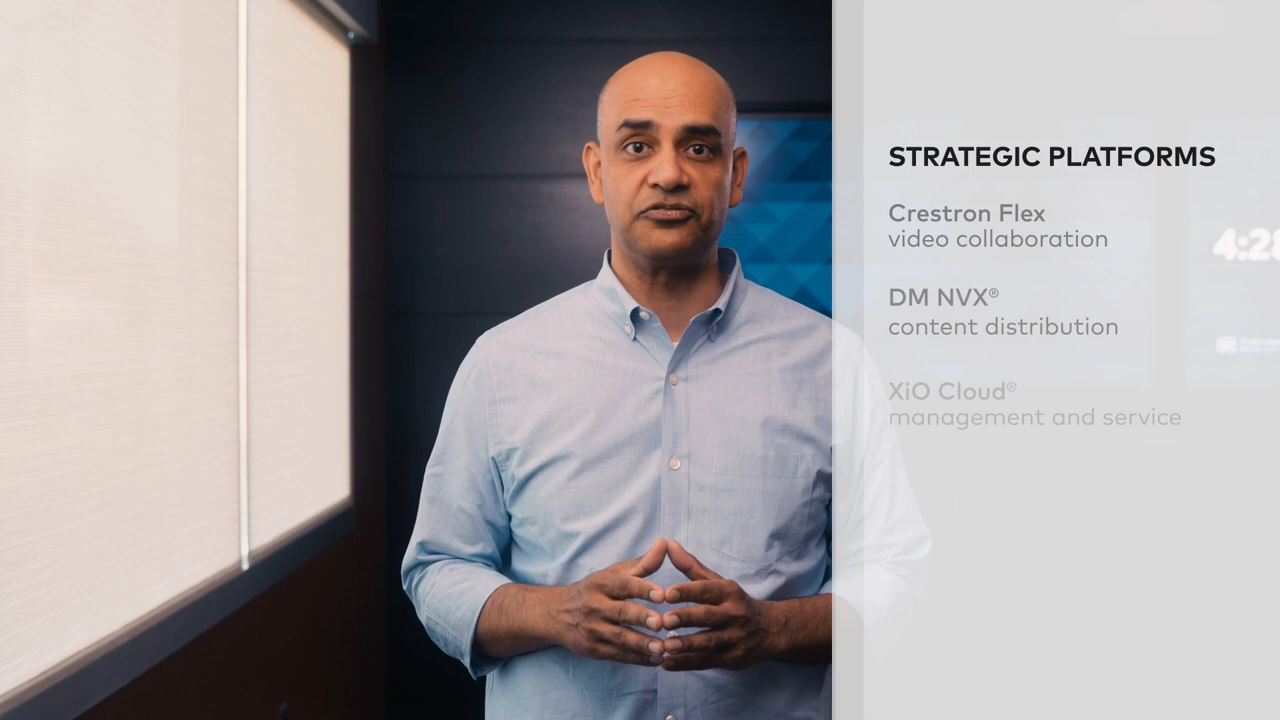 STRATEGIC PLATFORMS
Crestron Flex
video collaboration
DM NVX®
content distribution
XiO Cloud®
management and service
4:28